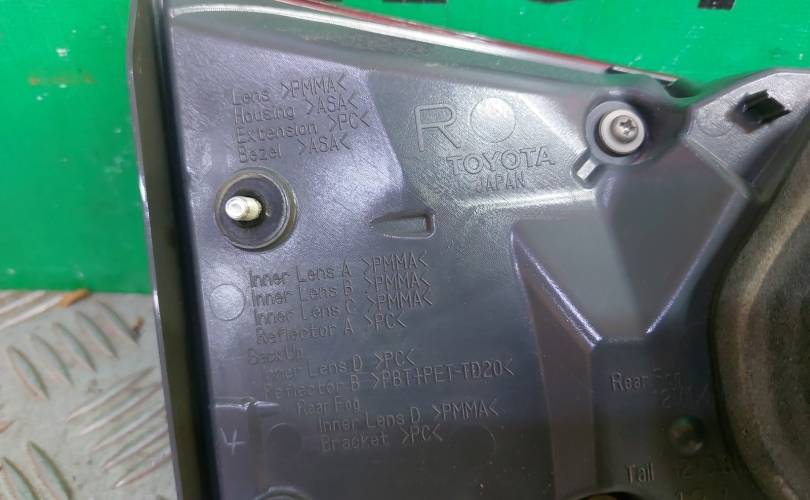 Lens >PMMA<
Housing >ASA<
Extension >PC<
Bezel >ASA<
R
TOYOTA
JAPAN
Inner Lens A >PMMA<
Inner Lens B >PMMA<
Inner Lens C >PMMA<
Reflector A >PC<
Back Up
Inner Lens D >PC<
Reflector B >PBT+PET-TD20<
Rear Fog
Inner Lens D >PMMA<
Bracket >PC<
Rear Fog
Tail